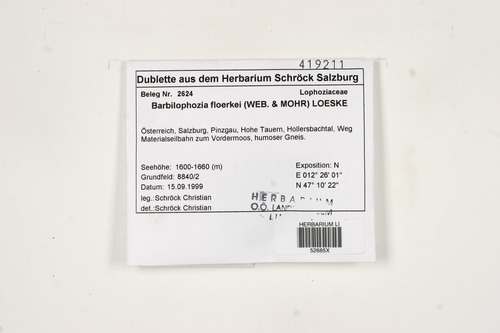 419211
Dublette aus dem Herbarium Schröck Salzburg
Beleg Nr. 2624 Lophoziaceae
Barbilophozia floerkei (WEB. & MOHR) LOESKE
Österreich, Salzburg, Pinzgau, Hohe Tauern, Hollersbachtal, Weg
Materialseilbahn zum Vordermoos, humoser Gneis.
Seehöhe: 1600-1660 (m) Exposition: N
Grundfeld: 8840/2 E 012° 26' 01"
Datum: 15.09.1999 N 47° 10' 22"
leg.:Schröck Christian
det.:Schröck Christian
HERBARIUM
O.Ö. LAND
HERBARIUM LI
52685X